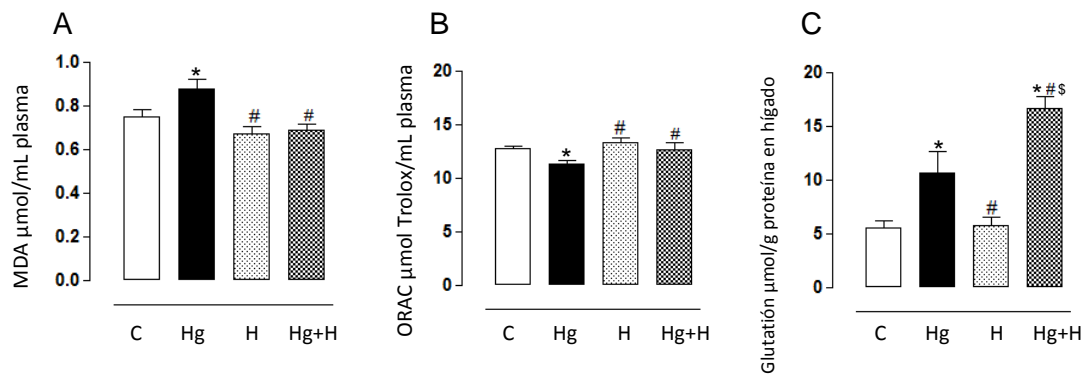 A
MDA µmol/mL plasma
1.0
0.8
0.6
0.4
0.2
0.0
*
#
#
C Hg H Hg+H
B
ORAC µmol Trolox/mL plasma
20
15
10
5
0
*
#
#
C Hg H Hg+H
C
Glutatión µmol/g proteína en hígado
20
15
10
5
0
*
#
* # $
C Hg H Hg+H